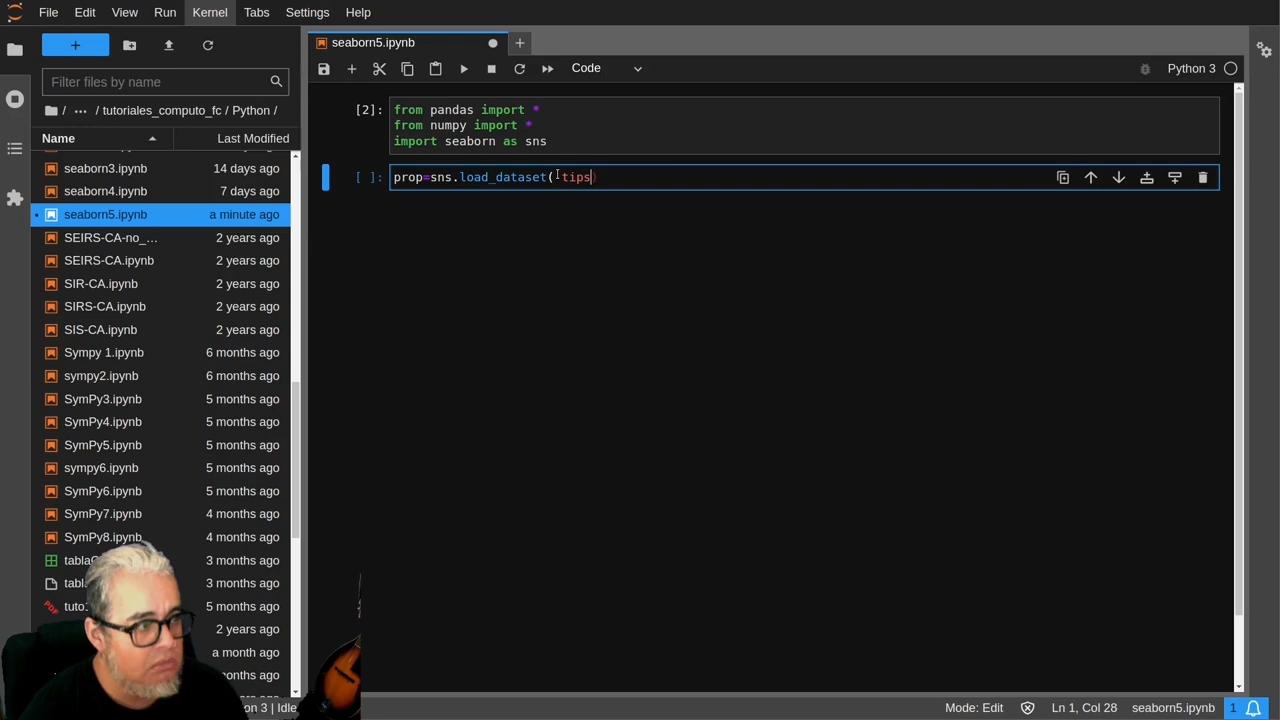 File Edit View Run Kernel Tabs Settings Help
seaborn5.ipynb
Filter files by name
/ ... / tutoriales_computo_fc / Python /
Name Last Modified
seaborn3.ipynb 14 days ago
seaborn4.ipynb 7 days ago
seaborn5.ipynb a minute ago
SEIRS-CA-no_... 2 years ago
SEIRS-CA.ipynb 2 years ago
SIR-CA.ipynb 2 years ago
SIRS-CA.ipynb 2 years ago
SIS-CA.ipynb 2 years ago
Sympy 1.ipynb 6 months ago
sympy2.ipynb 6 months ago
SymPy3.ipynb 5 months ago
SymPy4.ipynb 5 months ago
SymPy5.ipynb 5 months ago
sympy6.ipynb 5 months ago
SymPy6.ipynb 5 months ago
SymPy7.ipynb 4 months ago
SymPy8.ipynb 4 months ago
3 months ago
3 months ago
PDF 5 months ago
2 years ago
a month ago
months ago
Code
Python 3
[2]:
from pandas import *
from numpy import *
import seaborn as sns
[ ]:
prop=sns.load_dataset('tips)
3 | Idle
Mode: Edit
Ln 1, Col 28
seaborn5.ipynb
1